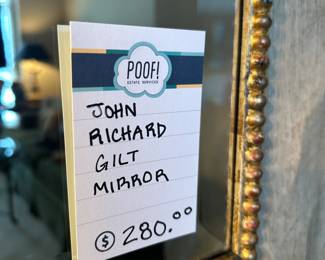 POOF!
ESTATE SERVICES
JOHN
RICHARD
GILT
MIRROR
$ 280.00